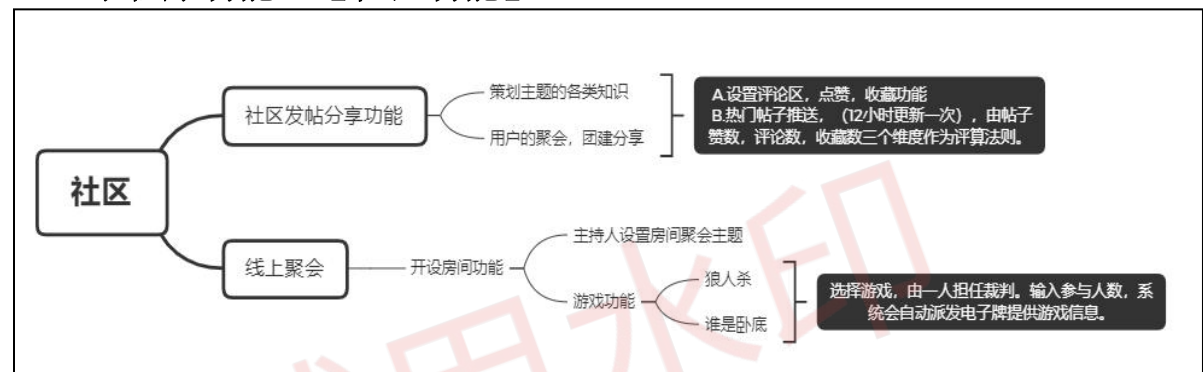 社区
社区发帖分享功能
策划主题的各类知识
用户的聚会，团建分享
A.设置评论区，点赞，收藏功能
B.热门帖子推送，（12小时更新一次），由帖子
赞数，评论数，收藏数三个维度作为评算法则。
线上聚会
开设房间功能
主持人设置房间聚会主题
游戏功能
狼人杀
谁是卧底
选择游戏，由一人担任裁判。输入参与人数，系
统会自动派发电子牌提供游戏信息。
用水印